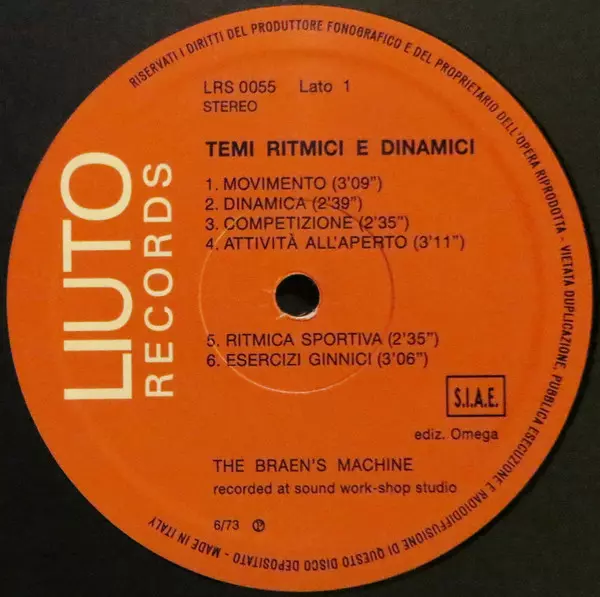 RISERVATI I DIRITTI DEL PRODUTTORE FONOGRAFICO E DEL PROPRIETARIO DELL'OPERA RIPRODOTTA - VIETATA DUPLICAZIONE, PUBBLICA ESECUZIONE E RADIODIFFUSIONE DI QUESTO DISCO DEPOSITATO - MADE IN ITALY
LIUTO
RECORDS
LRS 0055 Lato 1
STEREO
TEMI RITMICI E DINAMICI
1. MOVIMENTO (3'09")
2. DINAMICA (2'39")
3. COMPETIZIONE (2'35")
4. ATTIVITÀ ALL'APERTO (3'11")
5. RITMICA SPORTIVA (2'35")
6. ESERCIZI GINNICI (3'06")
S.I.A.E.
ediz. Omega
THE BRAEN'S MACHINE
recorded at sound work-shop studio
6/73 ℗